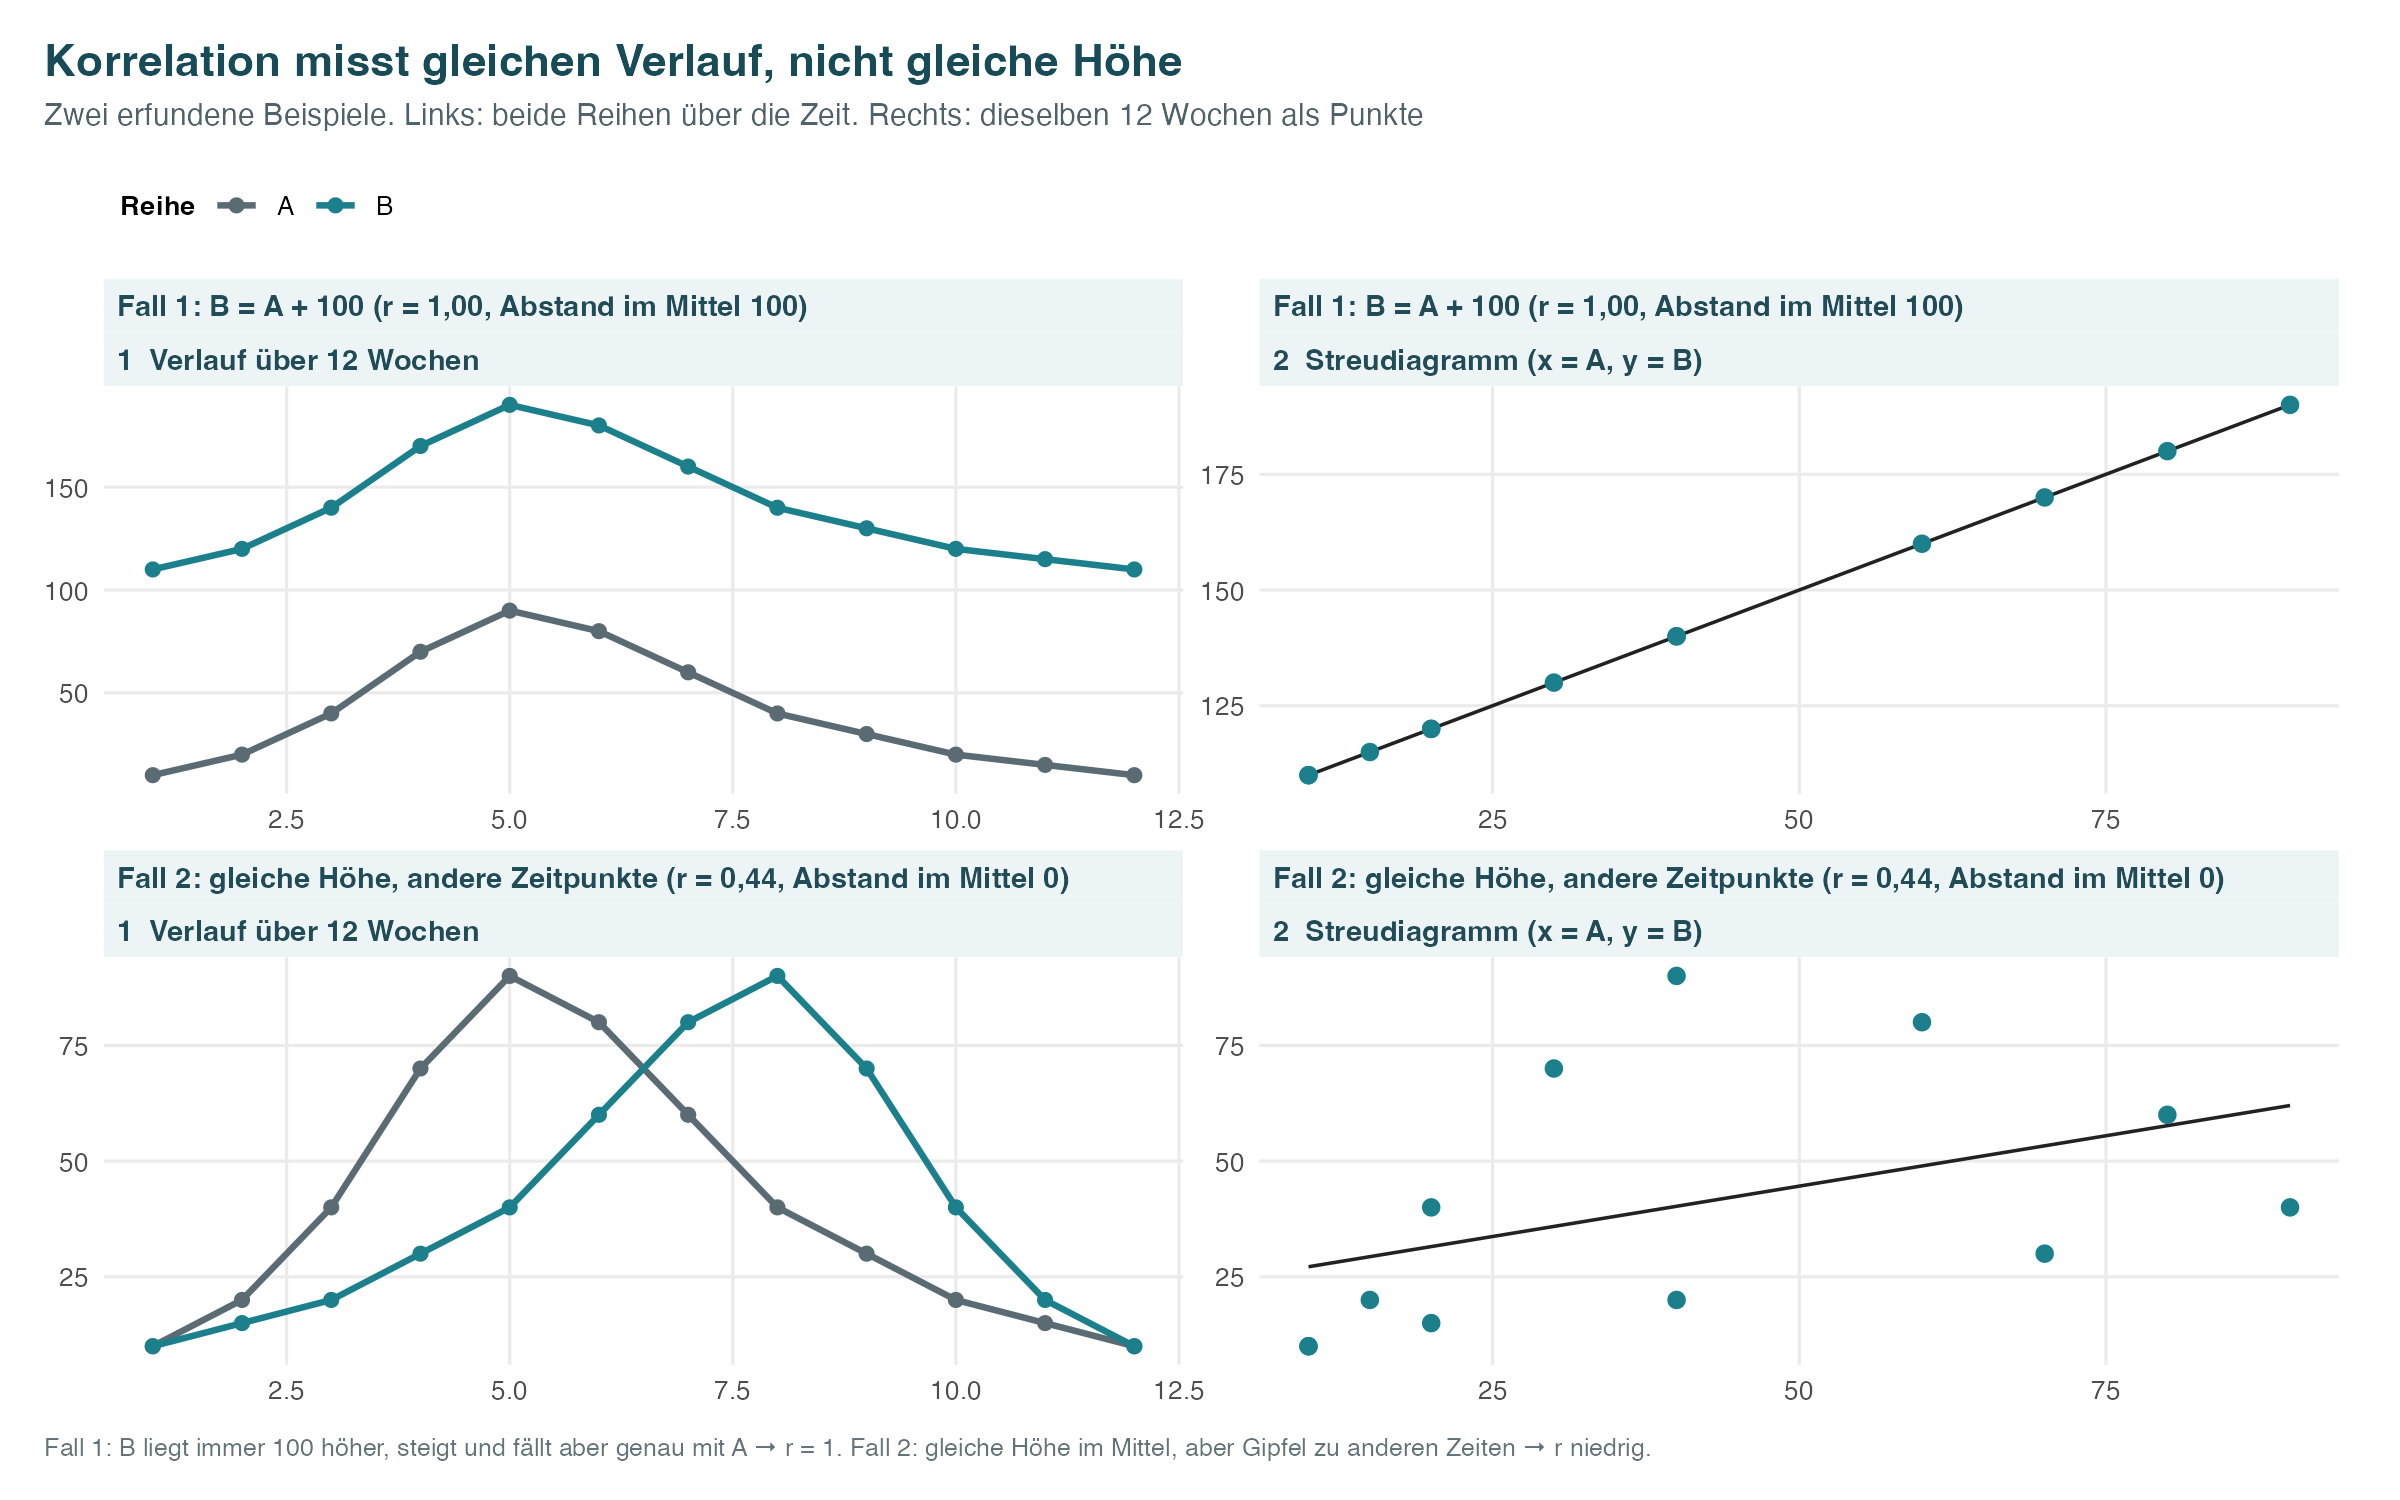 Korrelation misst gleichen Verlauf, nicht gleiche Höhe
Zwei erfundene Beispiele. Links: beide Reihen über die Zeit. Rechts: dieselben 12 Wochen als Punkte
Reihe A B
Fall 1: B = A + 100 (r = 1,00, Abstand im Mittel 100)
1 Verlauf über 12 Wochen
150
100
50
2.5 5.0 7.5 10.0 12.5
Fall 1: B = A + 100 (r = 1,00, Abstand im Mittel 100)
2 Streudiagramm (x = A, y = B)
175
150
125
25 50 75
Fall 2: gleiche Höhe, andere Zeitpunkte (r = 0,44, Abstand im Mittel 0)
1 Verlauf über 12 Wochen
75
50
25
2.5 5.0 7.5 10.0 12.5
Fall 2: gleiche Höhe, andere Zeitpunkte (r = 0,44, Abstand im Mittel 0)
2 Streudiagramm (x = A, y = B)
75
50
25
25 50 75
Fall 1: B liegt immer 100 höher, steigt und fällt aber genau mit A → r = 1. Fall 2: gleiche Höhe im Mittel, aber Gipfel zu anderen Zeiten → r niedrig.